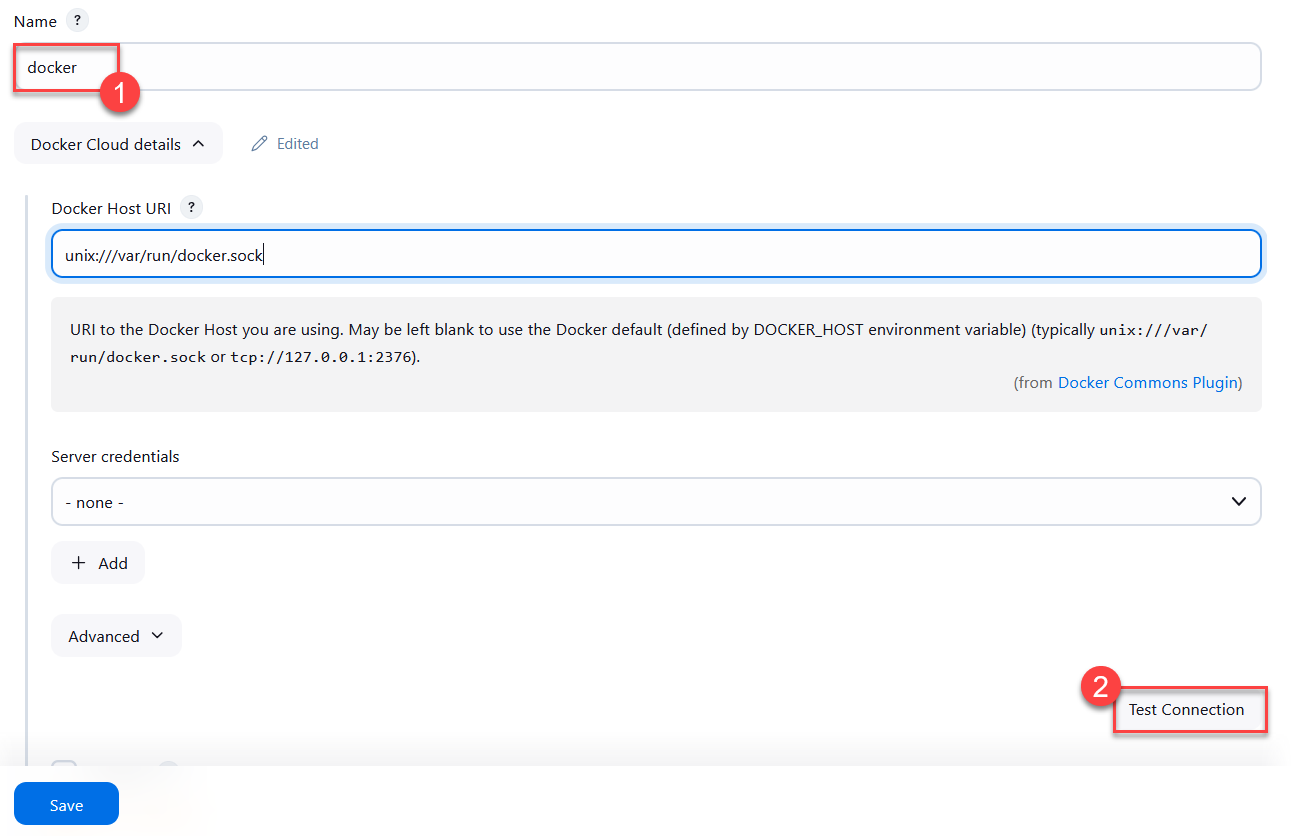 Name ?
docker
1
Docker Cloud details Edited
Docker Host URI ?
unix:///var/run/docker.sock
URI to the Docker Host you are using. May be left blank to use the Docker default (defined by DOCKER_HOST environment variable) (typically unix:///var/
run/docker.sock or tcp://127.0.0.1:2376).
(from Docker Commons Plugin)
Server credentials
- none -
+ Add
Advanced
2
Test Connection
Save